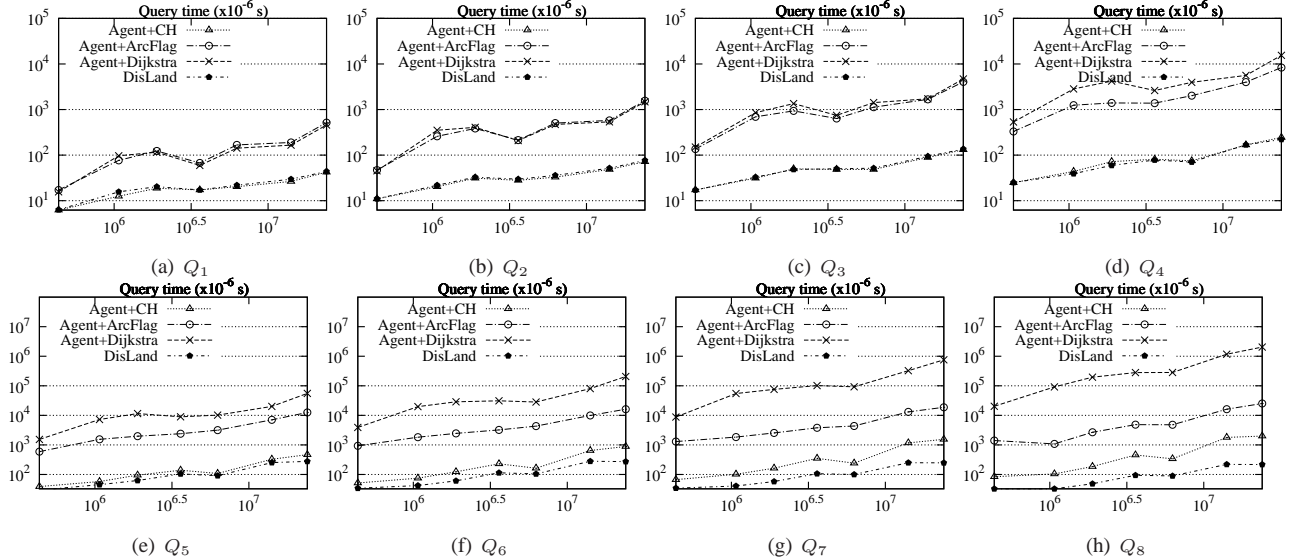 Query time (x10-6 s)
10^5
10^4
10^3
10^2
10^1
Agent+CH
Agent+ArcFlag
Agent+Dijkstra
DisLand
10^6
10^6.5
10^7
(a) Q1
Query time (x10-6 s)
10^5
10^4
10^3
10^2
10^1
Agent+CH
Agent+ArcFlag
Agent+Dijkstra
DisLand
10^6
10^6.5
10^7
(b) Q2
Query time (x10-6 s)
10^5
10^4
10^3
10^2
10^1
Agent+CH
Agent+ArcFlag
Agent+Dijkstra
DisLand
10^6
10^6.5
10^7
(c) Q3
Query time (x10-6 s)
10^5
10^4
10^3
10^2
10^1
Agent+CH
Agent+ArcFlag
Agent+Dijkstra
DisLand
10^6
10^6.5
10^7
(d) Q4
Query time (x10-6 s)
10^7
10^6
10^5
10^4
10^3
10^2
Agent+CH
Agent+ArcFlag
Agent+Dijkstra
DisLand
10^6
10^6.5
10^7
(e) Q5
Query time (x10-6 s)
10^7
10^6
10^5
10^4
10^3
10^2
Agent+CH
Agent+ArcFlag
Agent+Dijkstra
DisLand
10^6
10^6.5
10^7
(f) Q6
Query time (x10-6 s)
10^7
10^6
10^5
10^4
10^3
10^2
Agent+CH
Agent+ArcFlag
Agent+Dijkstra
DisLand
10^6
10^6.5
10^7
(g) Q7
Query time (x10-6 s)
10^7
10^6
10^5
10^4
10^3
10^2
Agent+CH
Agent+ArcFlag
Agent+Dijkstra
DisLand
10^6
10^6.5
10^7
(h) Q8